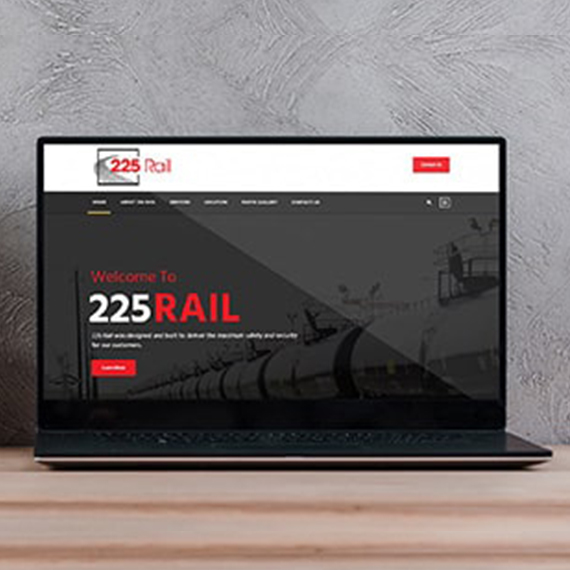 225 Rail
Contact Us
HOME ABOUT 225 RAIL SERVICES LOCATION PHOTO GALLERY CONTACT US
Welcome To
225RAIL
225 Rail was designed and built to deliver the maximum safety and security
for our customers.
Learn More